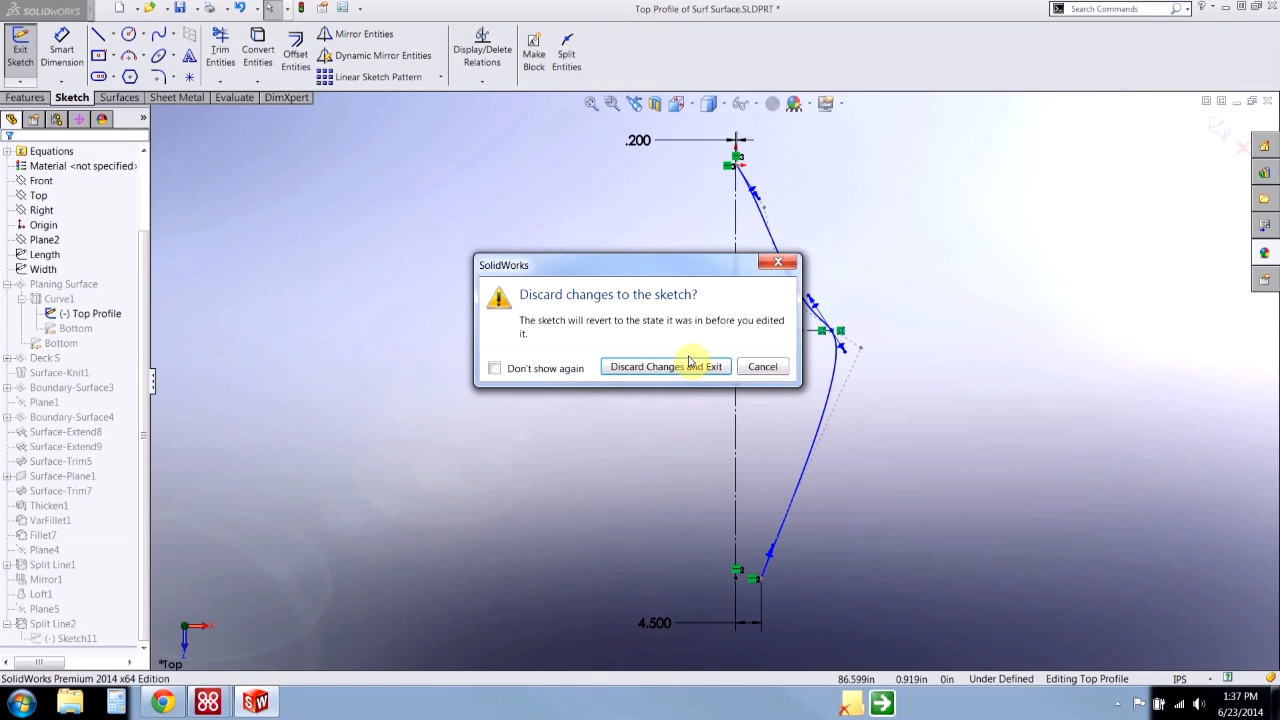 SOLIDWORKS
Top Profile of Surf Surface.SLDPRT *
Search Commands
Exit Sketch
Smart Dimension
Trim Entities
Convert Entities
Offset Entities
Mirror Entities
Dynamic Mirror Entities
Linear Sketch Pattern
Display/Delete Relations
Make Block
Split Entities
Features
Sketch
Surfaces
Sheet Metal
Evaluate
DimXpert
Equations
Material <not specified>
Front
Top
Right
Origin
Plane2
Length
Width
Planing Surface
Curve1
(-) Top Profile
Bottom
Bottom
Deck S
Surface-Knit1
Boundary-Surface3
Plane1
Boundary-Surface4
Surface-Extend8
Surface-Extend9
Surface-Trim5
Surface-Plane1
Surface-Trim7
Thicken1
VarFillet1
Fillet7
Plane4
Split Line1
Mirror1
Loft1
Plane5
Split Line2
(-) Sketch11
.200
3
3
SolidWorks
Discard changes to the sketch?
The sketch will revert to the state it was in before you edited
it.
Don't show again
Discard Changes and Exit
Cancel
2
2
4.500
X
Z
*Top
SolidWorks Premium 2014 x64 Edition
86.599in
0.919in
0in
Under Defined
Editing Top Profile
IPS
1:37 PM
6/23/2014